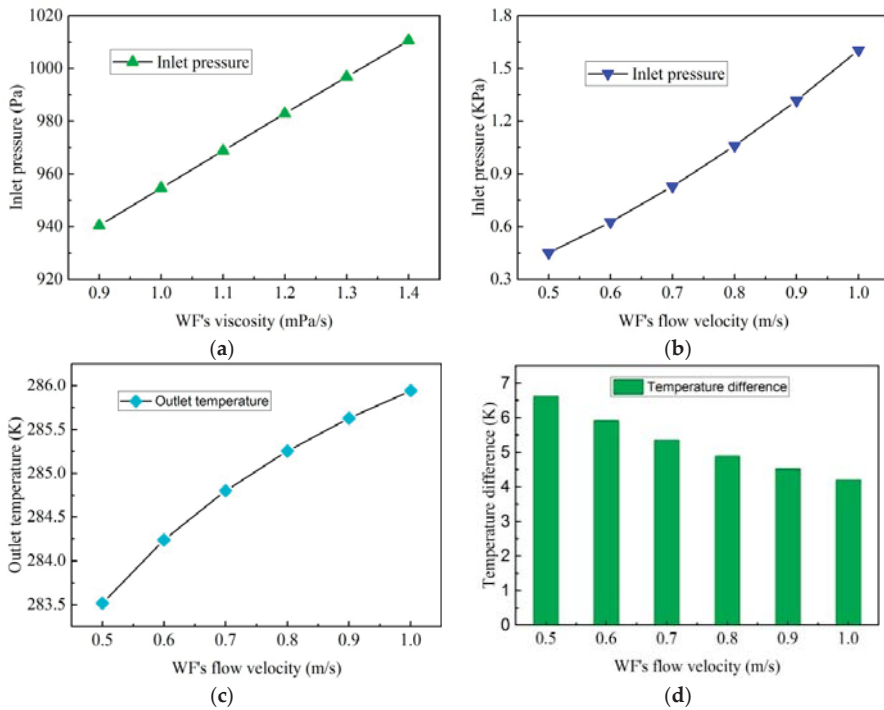 1020
1000
980
960
940
920
Inlet pressure (Pa)
Inlet pressure
0.9 1.0 1.1 1.2 1.3 1.4
WF's viscosity (mPa/s)
(a)
1.8
1.5
1.2
0.9
0.6
0.3
Inlet pressure (KPa)
Inlet pressure
0.5 0.6 0.7 0.8 0.9 1.0
WF's flow velocity (m/s)
(b)
286.0
285.5
285.0
284.5
284.0
283.5
Outlet temperature (K)
Outlet temperature
0.5 0.6 0.7 0.8 0.9 1.0
WF's flow velocity (m/s)
(c)
7
6
5
4
3
2
1
0
Temperature difference (K)
Temperature difference
0.5 0.6 0.7 0.8 0.9 1.0
WF's flow velocity (m/s)
(d)